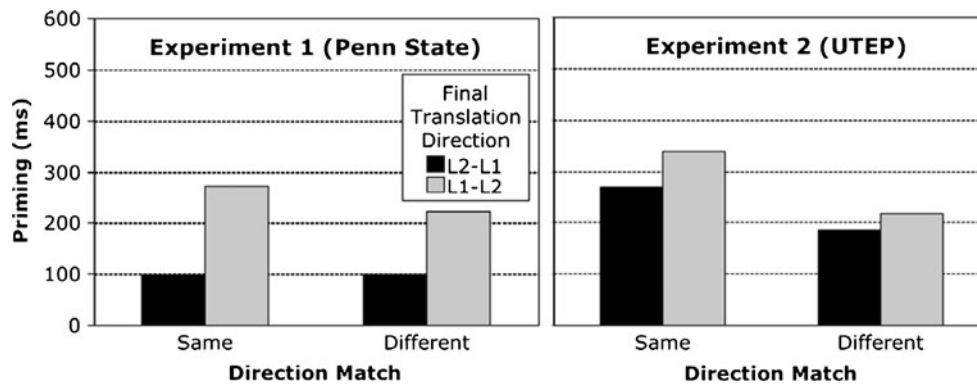 Experiment 1 (Penn State)
Experiment 2 (UTEP)
Priming (ms)
600
500
400
300
200
100
0
Final
Translation
Direction
L2-L1
L1-L2
Same
Different
Same
Different
Direction Match
Direction Match